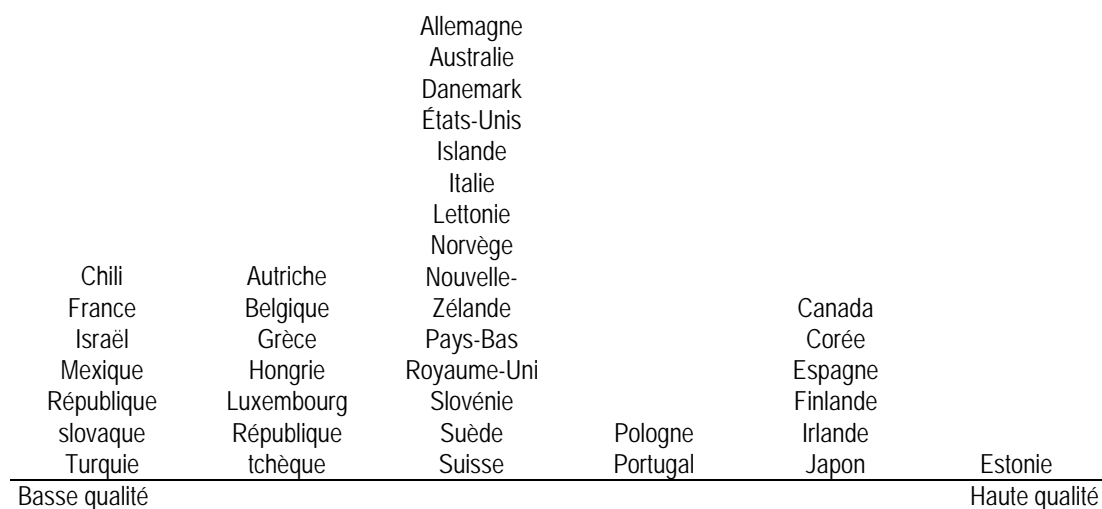 Allemagne
Australie
Danemark
États-Unis
Islande
Italie
Lettonie
Norvège
Chili Autriche Nouvelle-
France Belgique Zélande Canada
Israël Grèce Pays-Bas Corée
Mexique Hongrie Royaume-Uni Espagne
République Luxembourg Slovénie Finlande
slovaque République Suède Pologne Irlande
Turquie tchèque Suisse Portugal Japon Estonie
Basse qualité Haute qualité